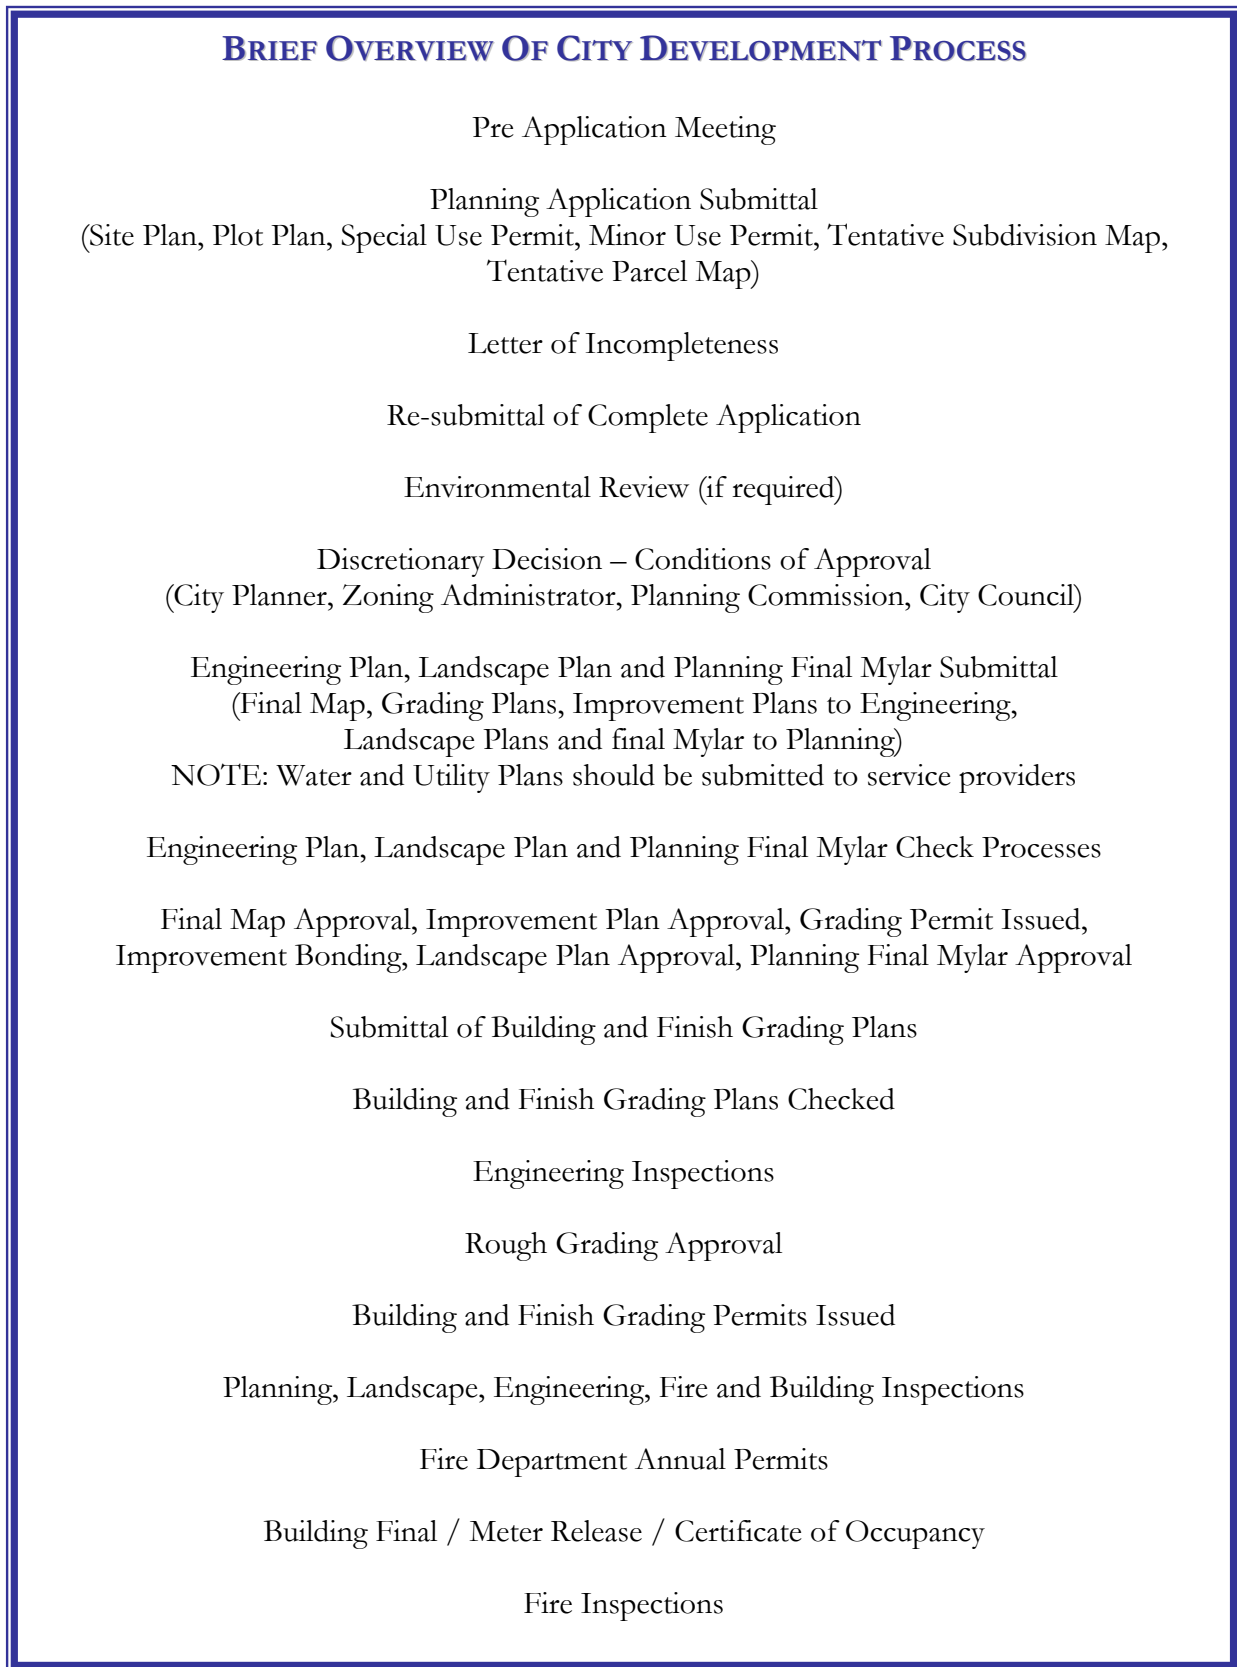 BRIEF OVERVIEW OF CITY DEVELOPMENT PROCESS
Pre Application Meeting
Planning Application Submittal
(Site Plan, Plot Plan, Special Use Permit, Minor Use Permit, Tentative Subdivision Map,
Tentative Parcel Map)
Letter of Incompleteness
Re-submittal of Complete Application
Environmental Review (if required)
Discretionary Decision – Conditions of Approval
(City Planner, Zoning Administrator, Planning Commission, City Council)
Engineering Plan, Landscape Plan and Planning Final Mylar Submittal
(Final Map, Grading Plans, Improvement Plans to Engineering,
Landscape Plans and final Mylar to Planning)
NOTE: Water and Utility Plans should be submitted to service providers
Engineering Plan, Landscape Plan and Planning Final Mylar Check Processes
Final Map Approval, Improvement Plan Approval, Grading Permit Issued,
Improvement Bonding, Landscape Plan Approval, Planning Final Mylar Approval
Submittal of Building and Finish Grading Plans
Building and Finish Grading Plans Checked
Engineering Inspections
Rough Grading Approval
Building and Finish Grading Permits Issued
Planning, Landscape, Engineering, Fire and Building Inspections
Fire Department Annual Permits
Building Final / Meter Release / Certificate of Occupancy
Fire Inspections